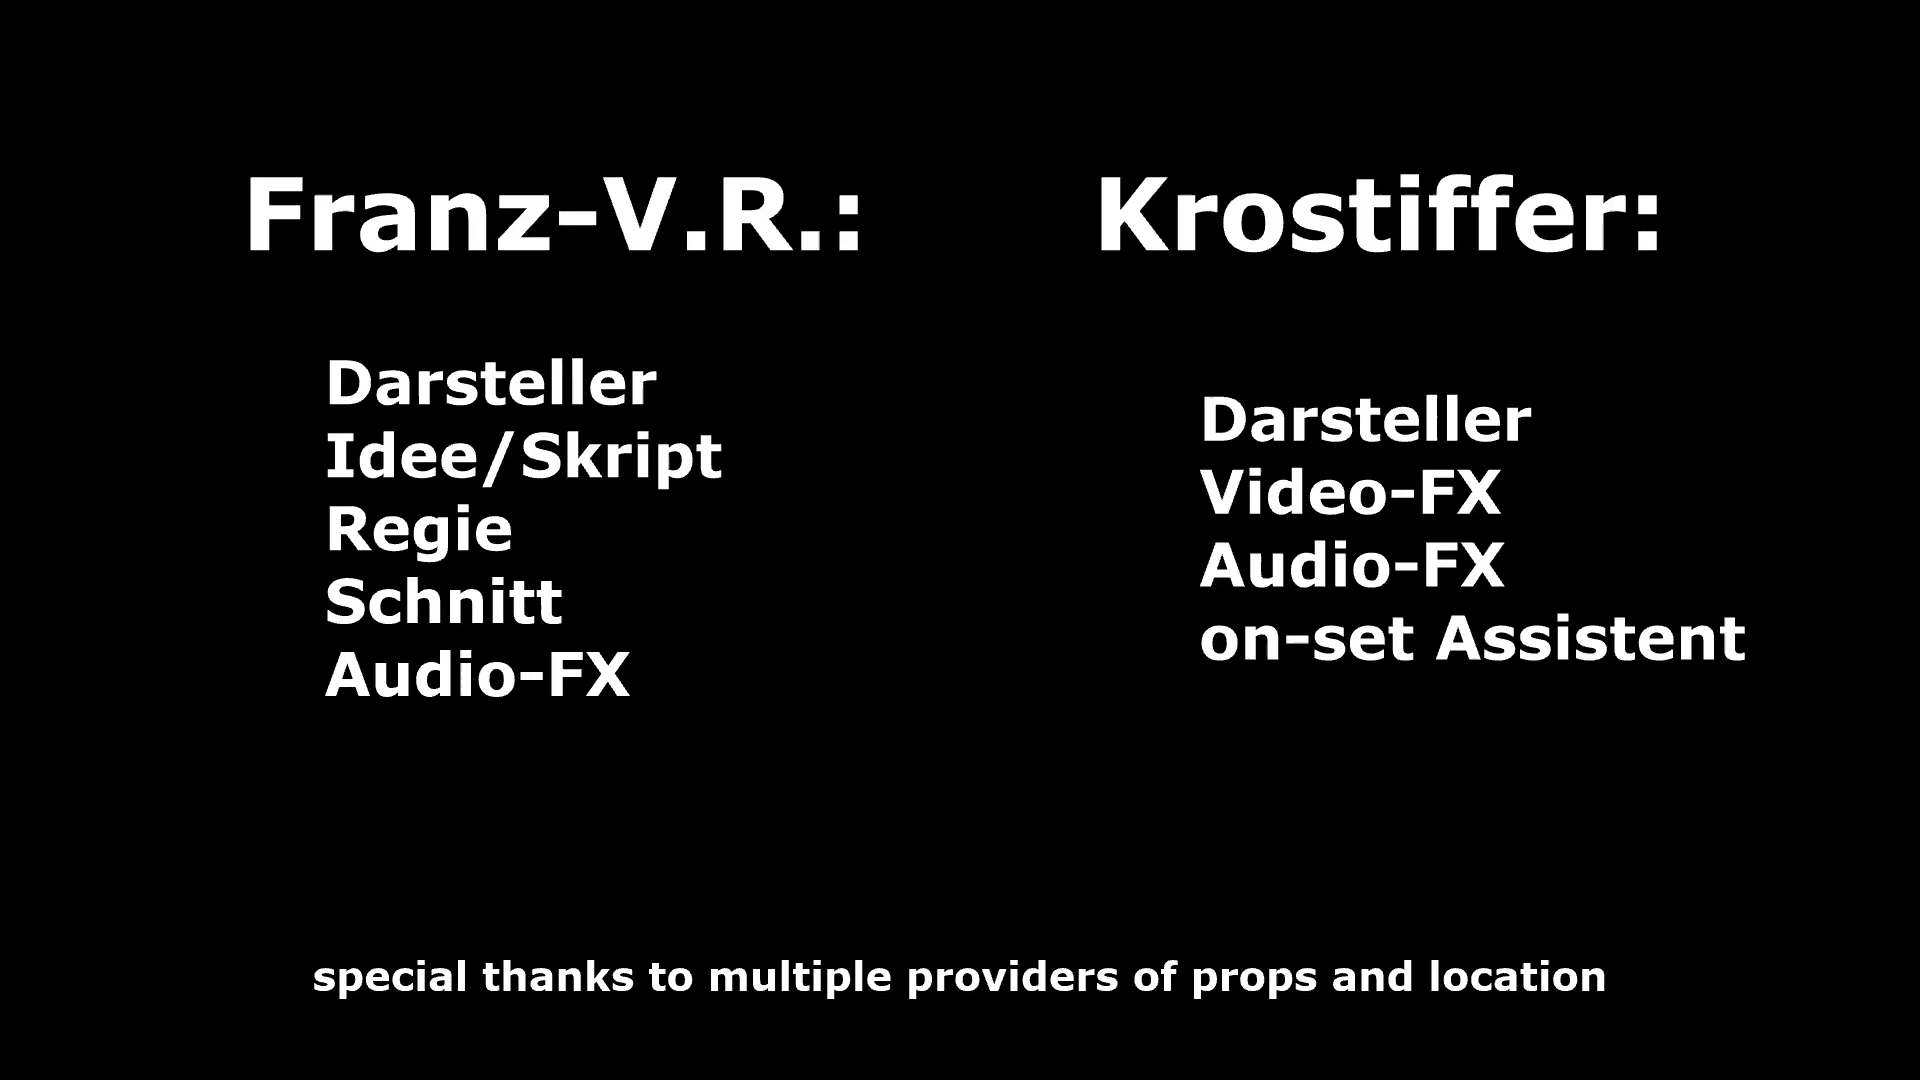 Franz-V.R.:
Darsteller
Idee/Skript
Regie
Schnitt
Audio-FX
Krostiffer:
Darsteller
Video-FX
Audio-FX
on-set Assistent
special thanks to multiple providers of props and location